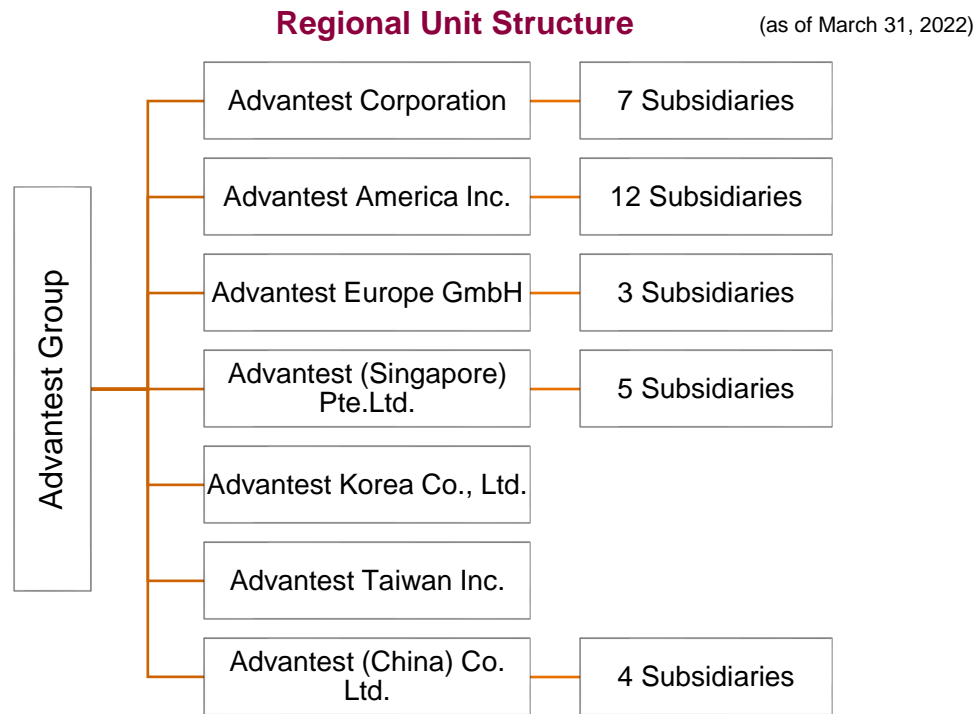 Regional Unit Structure
(as of March 31, 2022)
Advantest Group
Advantest Corporation
7 Subsidiaries
Advantest America Inc.
12 Subsidiaries
Advantest Europe GmbH
3 Subsidiaries
Advantest (Singapore)
Pte.Ltd.
5 Subsidiaries
Advantest Korea Co., Ltd.
Advantest Taiwan Inc.
Advantest (China) Co.
Ltd.
4 Subsidiaries